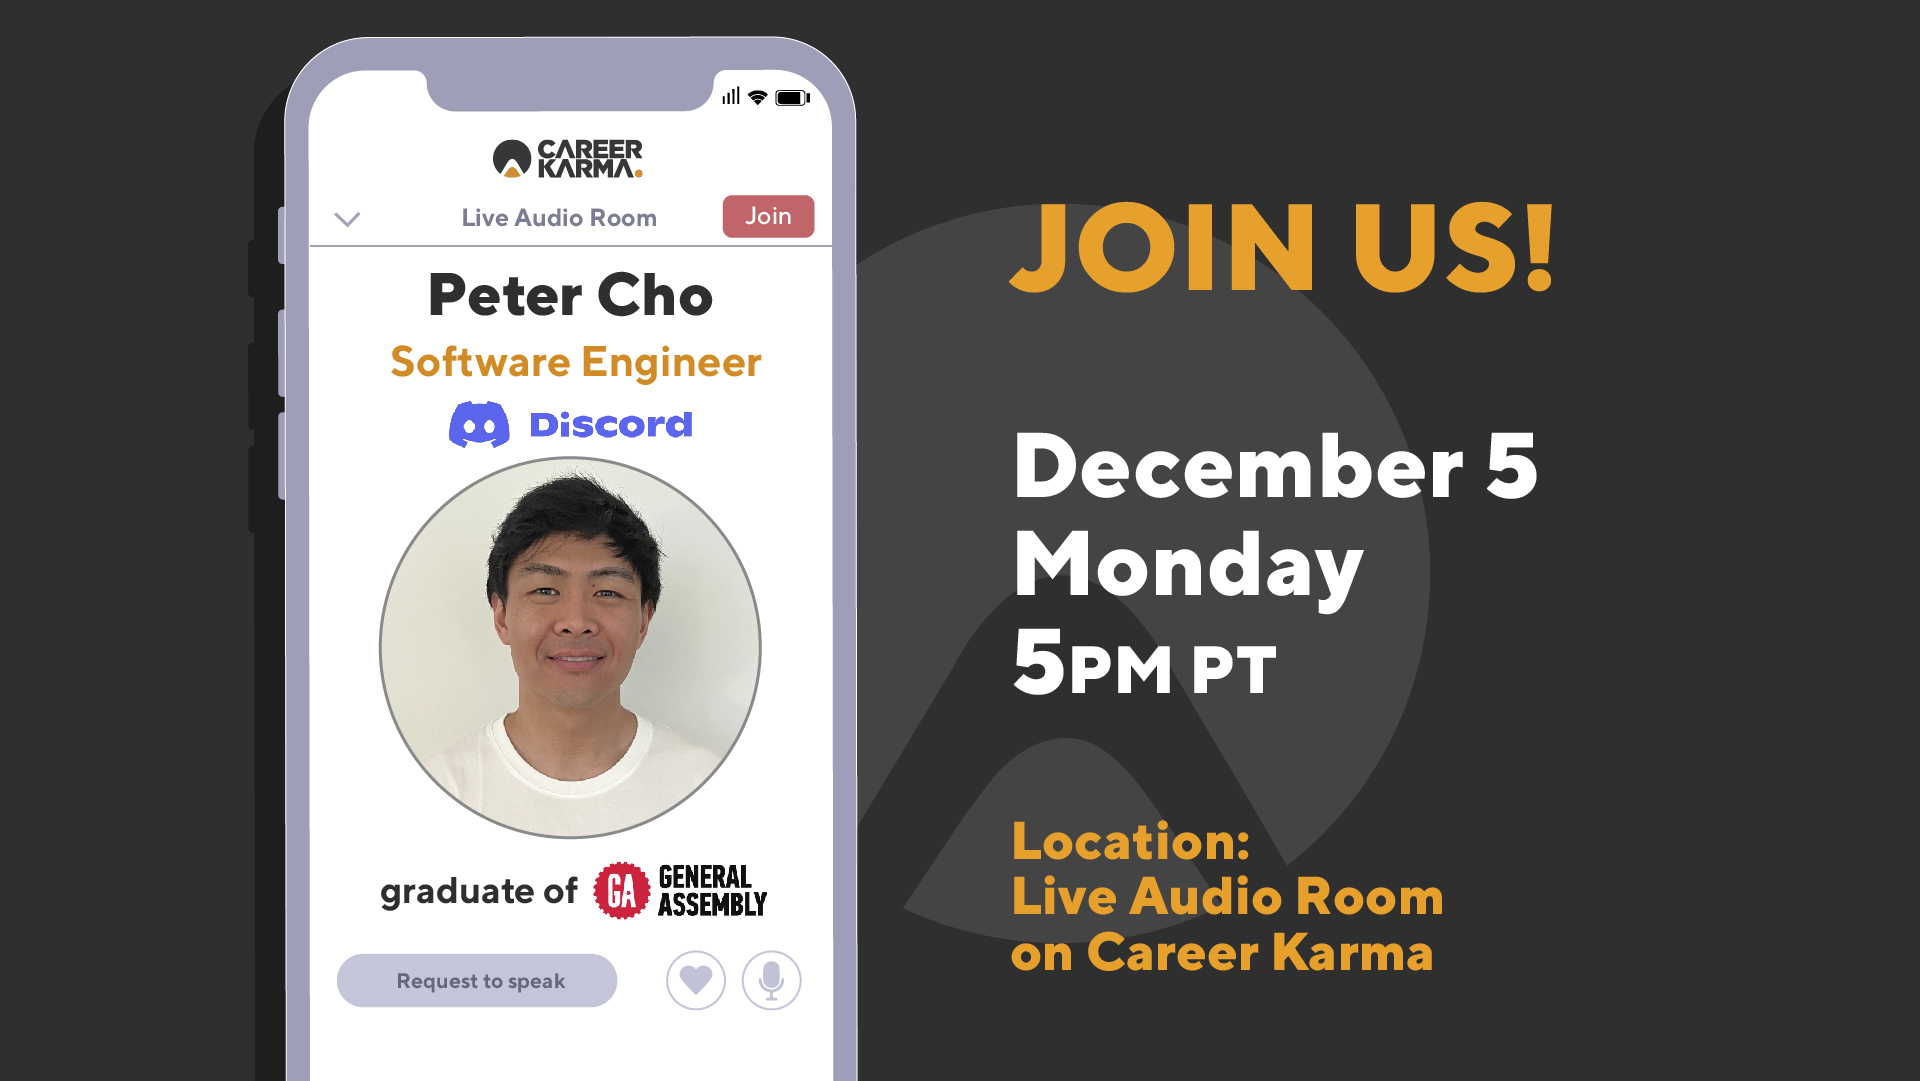 CAREER
KARMA.
Live Audio Room
Join
Peter Cho
Software Engineer
Discord
graduate of
GA
GENERAL
ASSEMBLY
Request to speak
JOIN US!
December 5
Monday
5PM PT
Location:
Live Audio Room
on Career Karma